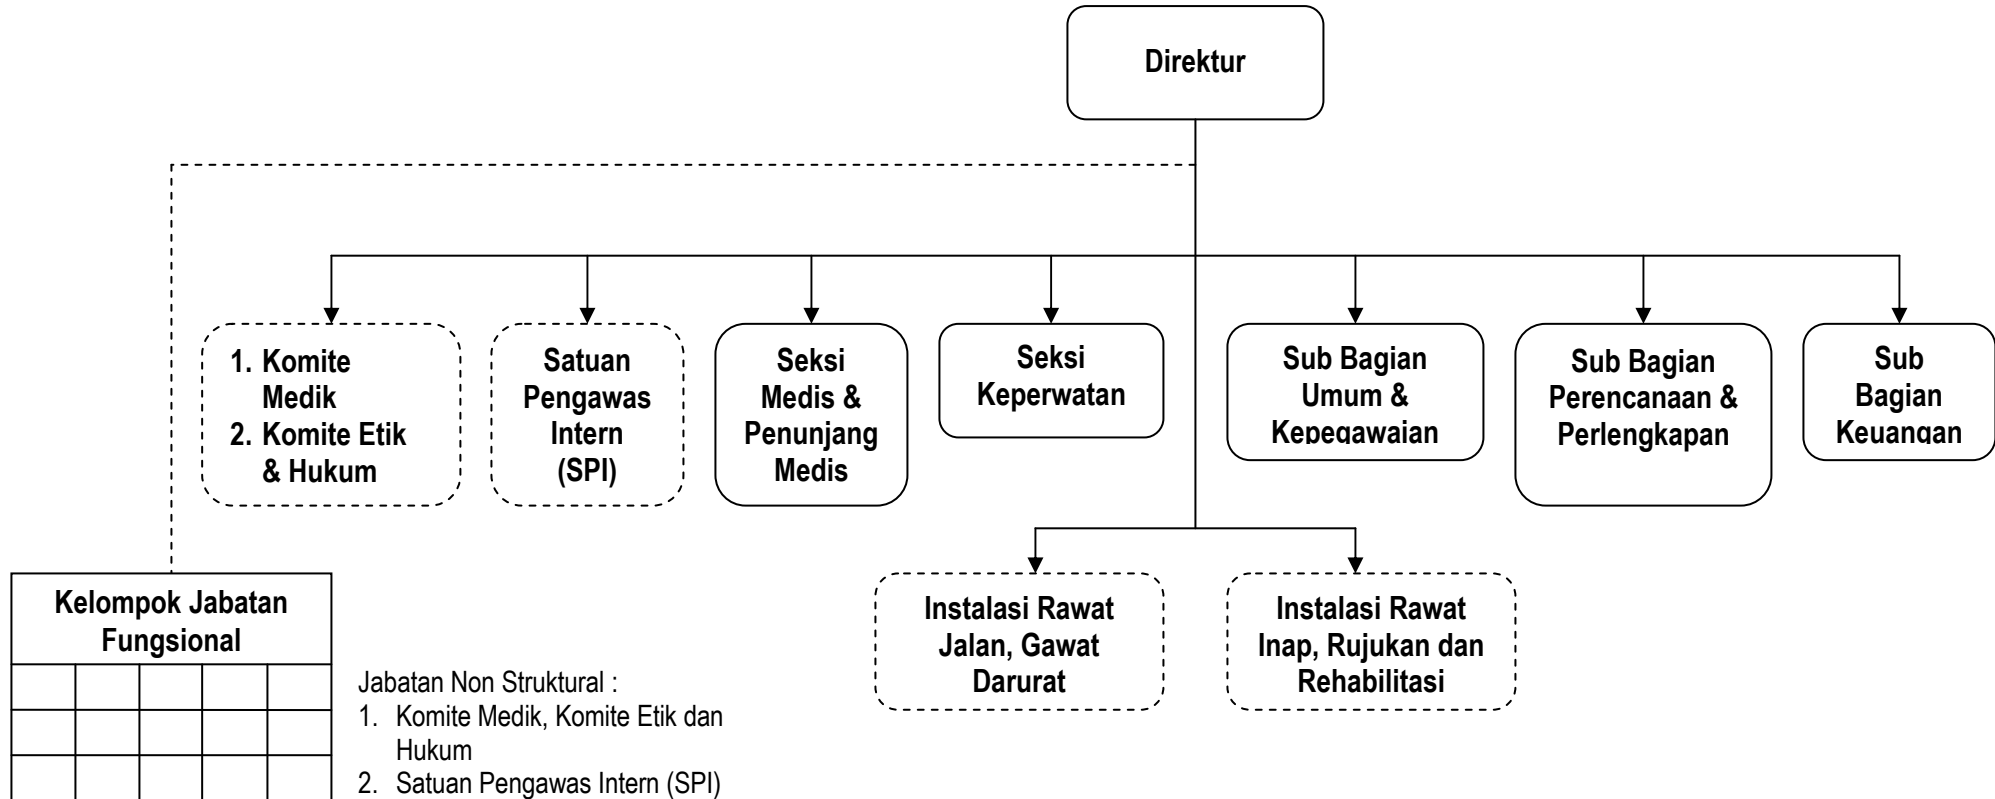 Direktur
1. Komite
Medik
2. Komite Etik
& Hukum
Satuan
Pengawas
Intern
(SPI)
Seksi
Medis &
Penunjang
Medis
Seksi
Keperwatan
Sub Bagian
Umum &
Kepegawaian
Sub Bagian
Perencanaan &
Perlengkapan
Sub
Bagian
Keuangan
Instalasi Rawat
Jalan, Gawat
Darurat
Instalasi Rawat
Inap, Rujukan dan
Rehabilitasi
Kelompok Jabatan
Fungsional
Jabatan Non Struktural :
1. Komite Medik, Komite Etik dan
Hukum
2. Satuan Pengawas Intern (SPI)